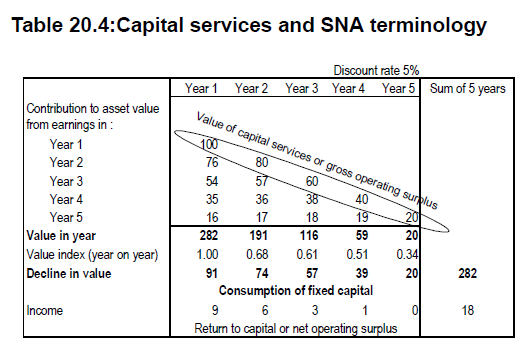 Table 20.4:Capital services and SNA terminology
Discount rate 5%
Year 1 Year 2 Year 3 Year 4 Year 5 Sum of 5 years
Contribution to asset value
from earnings in :
Value of capital services or gross operating surplus
Year 1 100
Year 2 76 80
Year 3 54 57 60
Year 4 35 36 38 40
Year 5 16 17 18 19 20
Value in year 282 191 116 59 20
Value index (year on year) 1.00 0.68 0.61 0.51 0.34
Decline in value 91 74 57 39 20 282
Consumption of fixed capital
Income 9 6 3 1 0 18
Return to capital or net operating surplus